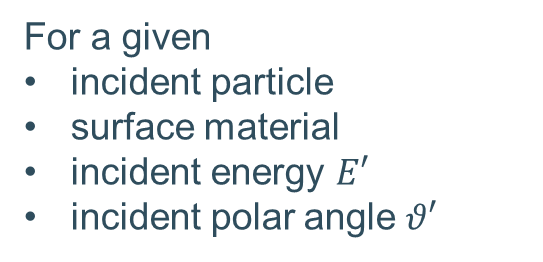 For a given
• incident particle
• surface material
• incident energy 𝐸′
• incident polar angle 𝜗′